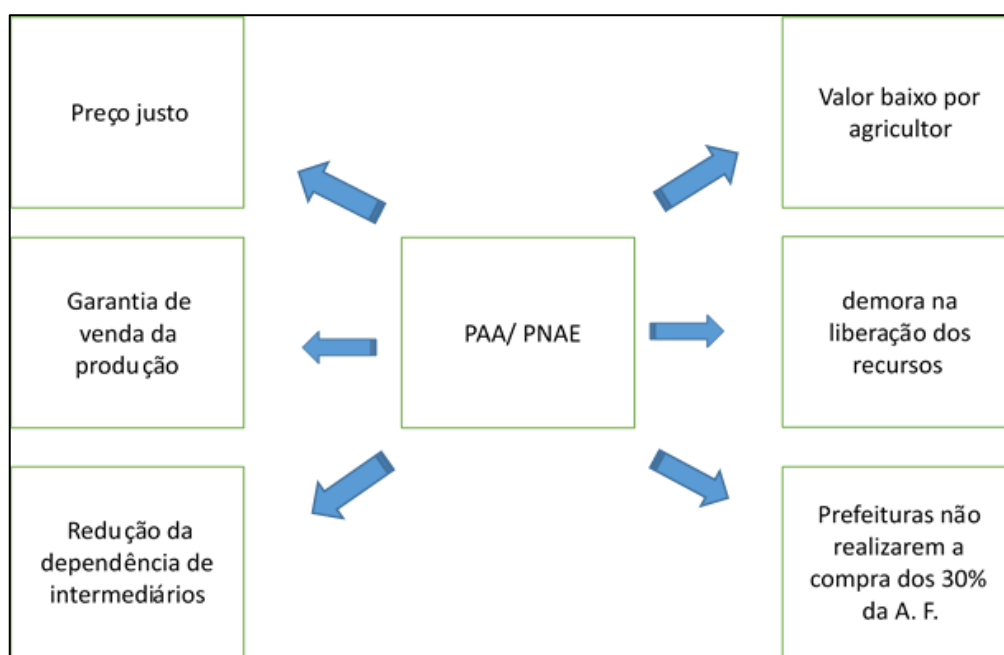 Preço justo
Garantia de
venda da
produção
Redução da
dependência de
intermediários
PAA/ PNAE
Valor baixo por
agricultor
demora na
liberação dos
recursos
Prefeituras não
realizarem a
compra dos 30%
da A. F.